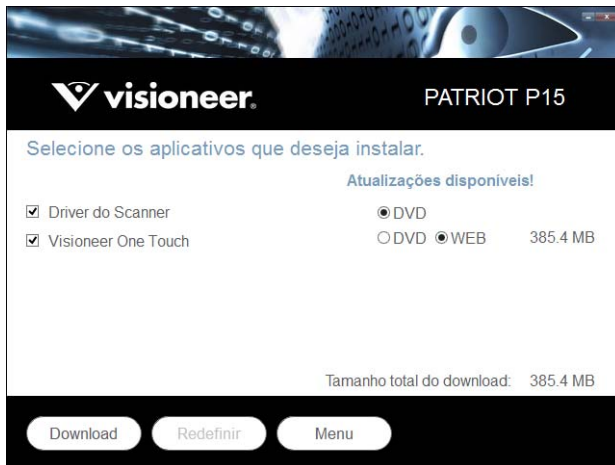 visioneer®
PATRIOT P15
Selecione os aplicativos que deseja instalar.
Atualizações disponíveis!
Driver do Scanner DVD
Visioneer One Touch DVD WEB 385.4 MB
Tamanho total do download: 385.4 MB
Download Redefinir Menu